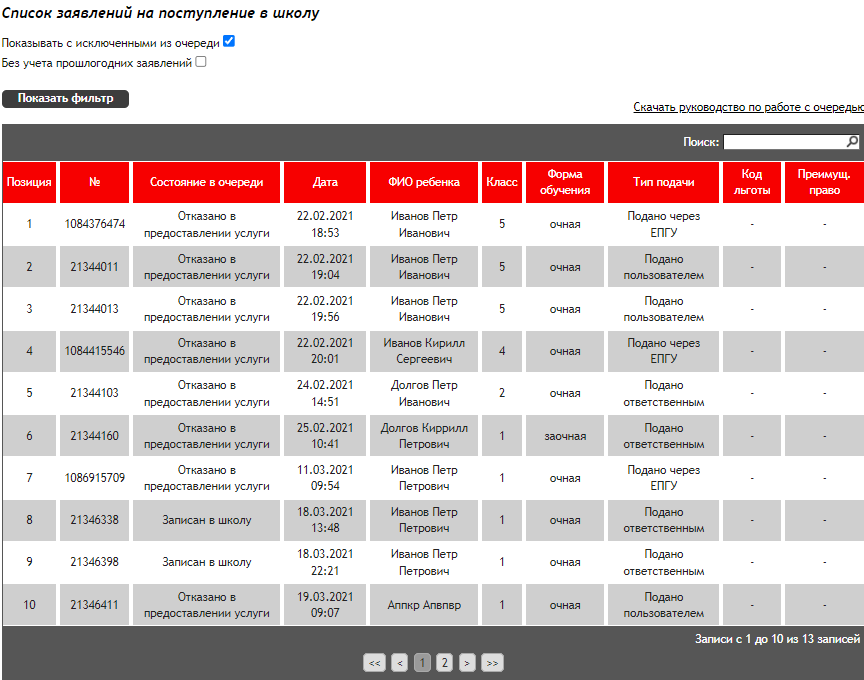 Список заявлений на поступление в школу
Показывать с исключенными из очереди
Без учета прошлогодних заявлений
Показать фильтр
Скачать руководство по работе с очередью
Поиск:
Позиция № Состояние в очереди Дата ФИО ребенка Класс Форма обучения Тип подачи Код льготы Преимущ. право
1 1084376474 Отказано в предоставлении услуги 22.02.2021 18:53 Иванов Петр Иванович 5 очная Подано через ЕПГУ - -
2 21344011 Отказано в предоставлении услуги 22.02.2021 19:04 Иванов Петр Иванович 5 очная Подано пользователем - -
3 21344013 Отказано в предоставлении услуги 22.02.2021 19:56 Иванов Петр Иванович 5 очная Подано пользователем - -
4 1084415546 Отказано в предоставлении услуги 22.02.2021 20:01 Иванов Кирилл Сергеевич 4 очная Подано через ЕПГУ - -
5 21344103 Отказано в предоставлении услуги 24.02.2021 14:51 Долгов Петр Иванович 2 очная Подано ответственным - -
6 21344160 Отказано в предоставлении услуги 25.02.2021 10:41 Долгов Киррилл Петрович 1 заочная Подано ответственным - -
7 1086915709 Отказано в предоставлении услуги 11.03.2021 09:54 Иванов Петр Петрович 1 очная Подано через ЕПГУ - -
8 21346338 Записан в школу 18.03.2021 13:48 Иванов Петр Петрович 1 очная Подано ответственным - -
9 21346398 Записан в школу 18.03.2021 22:21 Иванов Петр Петрович 1 очная Подано ответственным - -
10 21346411 Отказано в предоставлении услуги 19.03.2021 09:07 Аппкр Апвпвр 1 очная Подано пользователем - -
Записи с 1 до 10 из 13 записей
<< < 1 2 > >>